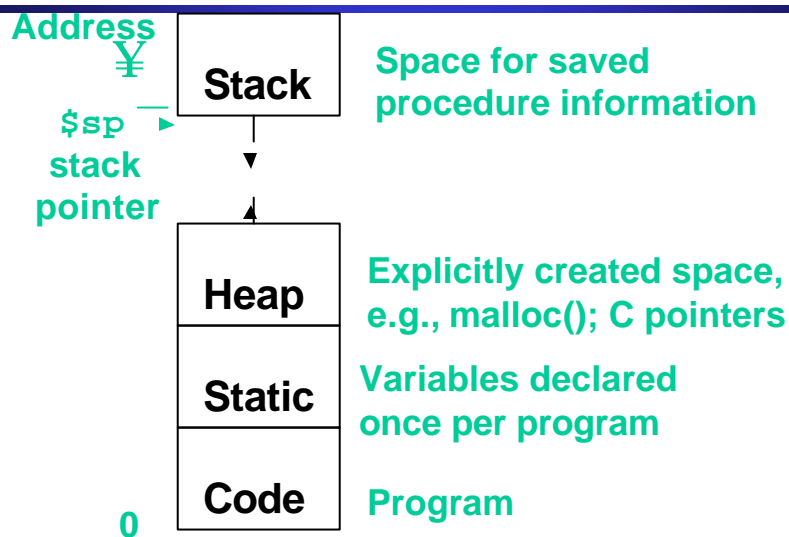 Address
¥
Stack
Space for saved
procedure information
$sp
stack
pointer
Heap
Explicitly created space,
e.g., malloc(); C pointers
Static
Variables declared
once per program
Code
Program
0